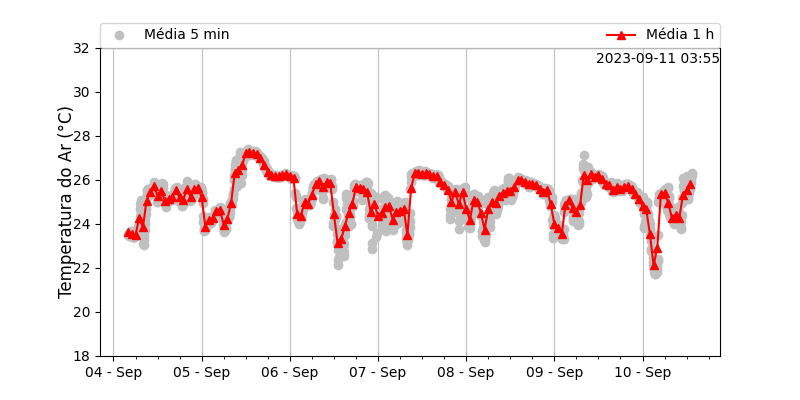 Média 5 min
Média 1 h
2023-09-11 03:55
Temperatura do Ar (°C)
32
30
28
26
24
22
20
18
04 - Sep
05 - Sep
06 - Sep
07 - Sep
08 - Sep
09 - Sep
10 - Sep